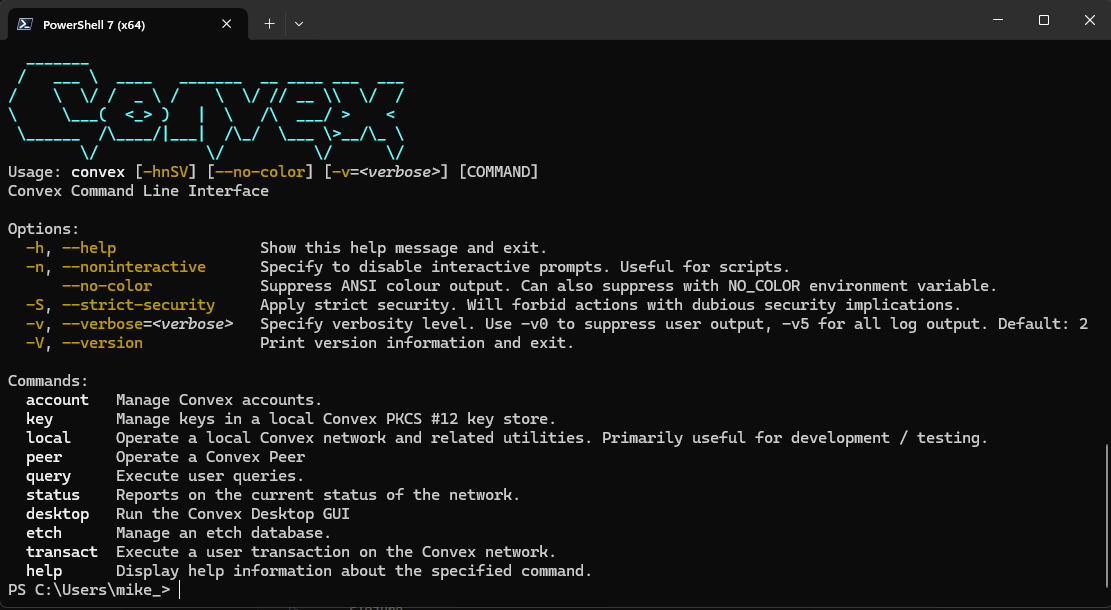 PowerShell 7 (x64)
Convex
Usage: convex [-hnSV] [--no-color] [-v=<verbose>] [COMMAND]
Convex Command Line Interface
Options:
-h, --help Show this help message and exit.
-n, --noninteractive Specify to disable interactive prompts. Useful for scripts.
--no-color Suppress ANSI colour output. Can also suppress with NO_COLOR environment variable.
-S, --strict-security Apply strict security. Will forbid actions with dubious security implications.
-v, --verbose=<verbose> Specify verbosity level. Use -v0 to suppress user output, -v5 for all log output. Default: 2
-V, --version Print version information and exit.
Commands:
account Manage Convex accounts.
key Manage keys in a local Convex PKCS #12 key store.
local Operate a local Convex network and related utilities. Primarily useful for development / testing.
peer Operate a Convex Peer
query Execute user queries.
status Reports on the current status of the network.
desktop Run the Convex Desktop GUI
etch Manage an etch database.
transact Execute a user transaction on the Convex network.
help Display help information about the specified command.
PS C:\Users\mike_>